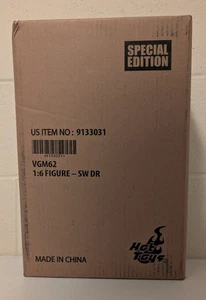 SPECIAL
EDITION
US ITEM NO : 9133031
VGM62
1:6 FIGURE – SW DR
Hot
Toys
MADE IN CHINA